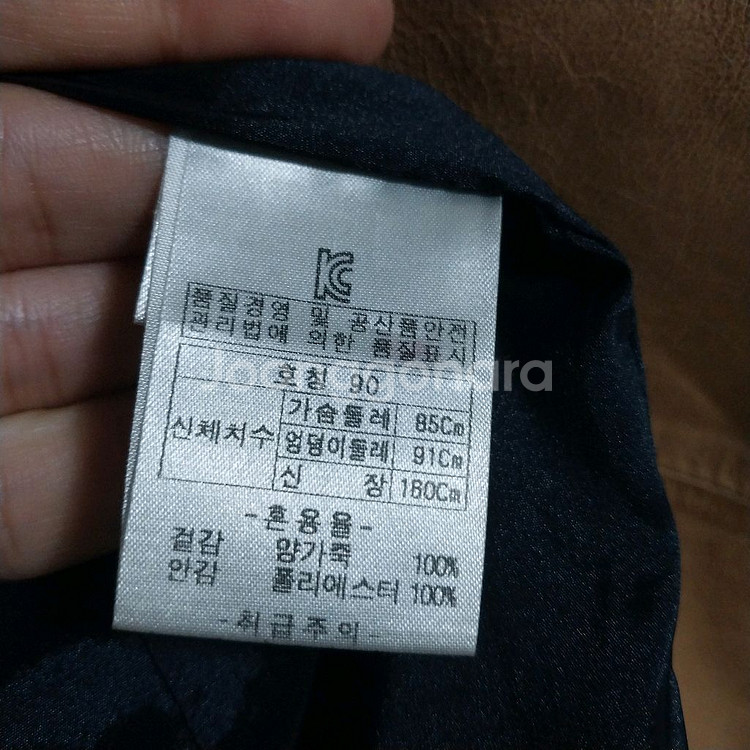 KC
품질경영 및 공산품안전
관리법에 의한 품질표시
호칭 90
신체치수
가슴둘레 85Cm
엉덩이둘레 91Cm
신 장 160Cm
-혼용율-
겉감 양가죽 100%
안감 폴리에스터 100%
-취급주의-